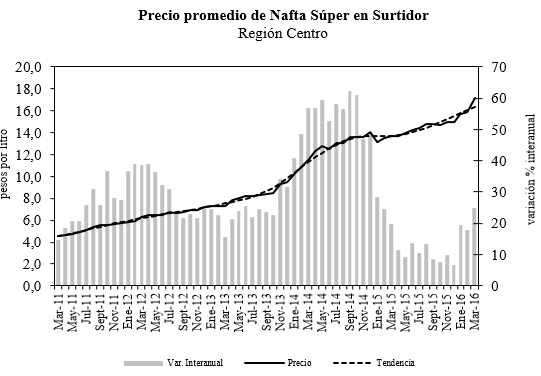 Precio promedio de Nafta Súper en Surtidor
Región Centro
20,0
18,0
16,0
14,0
12,0
10,0
8,0
6,0
4,0
2,0
0,0
pesos por litro
70
60
50
40
30
20
10
0
variación % interanual
Mar-11
May-11
Jul-11
Sept-11
Nov-11
Ene-12
Mar-12
May-12
Jul-12
Sept-12
Nov-12
Ene-13
Mar-13
May-13
Jul-13
Sept-13
Nov-13
Ene-14
Mar-14
May-14
Jul-14
Sept-14
Nov-14
Ene-15
Mar-15
May-15
Jul-15
Sept-15
Nov-15
Ene-16
Mar-16
Var. Interanual
Precio
Tendencia